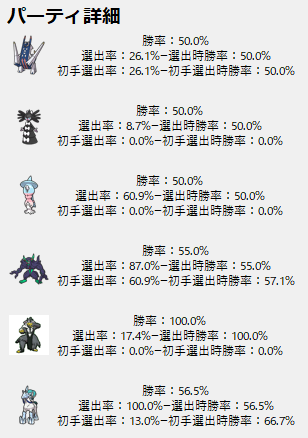 パーティ詳細
勝率：50.0%
選出率：26.1%−選出時勝率：50.0%
初手選出率：26.1%−初手選出時勝率：50.0%
勝率：50.0%
選出率：8.7%−選出時勝率：50.0%
初手選出率：0.0%−初手選出時勝率：0.0%
勝率：50.0%
選出率：60.9%−選出時勝率：50.0%
初手選出率：0.0%−初手選出時勝率：0.0%
勝率：55.0%
選出率：87.0%−選出時勝率：55.0%
初手選出率：60.9%−初手選出時勝率：57.1%
勝率：100.0%
選出率：17.4%−選出時勝率：100.0%
初手選出率：0.0%−初手選出時勝率：0.0%
勝率：56.5%
選出率：100.0%−選出時勝率：56.5%
初手選出率：13.0%−初手選出時勝率：66.7%